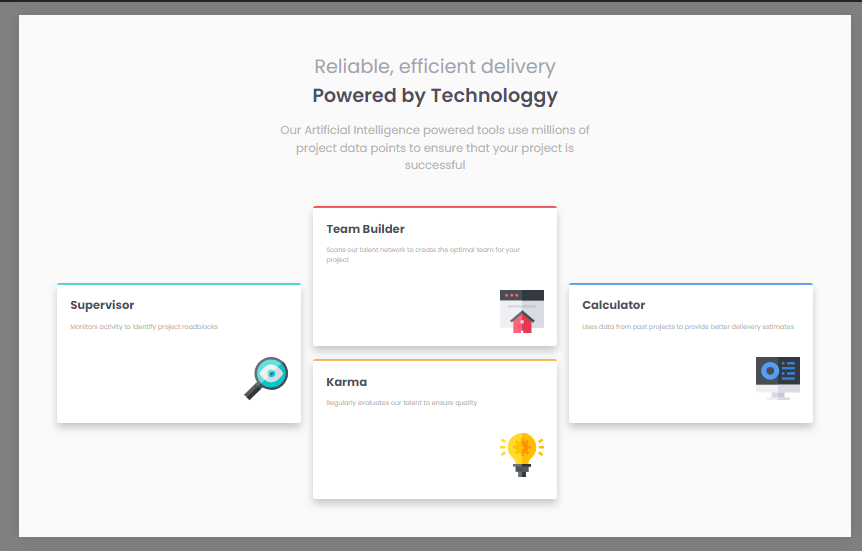 Reliable, efficient delivery
Powered by Technologgy
Our Artificial Intelligence powered tools use millions of
project data points to ensure that your project is
successful
Team Builder
Scans our talent network to create the optimal team for your
project
Supervisor
Monitors activity to identify project roadblocks
Calculator
Uses data from past projects to provide better delievery estimates
Karma
Regularly evaluates our talent to ensure quality